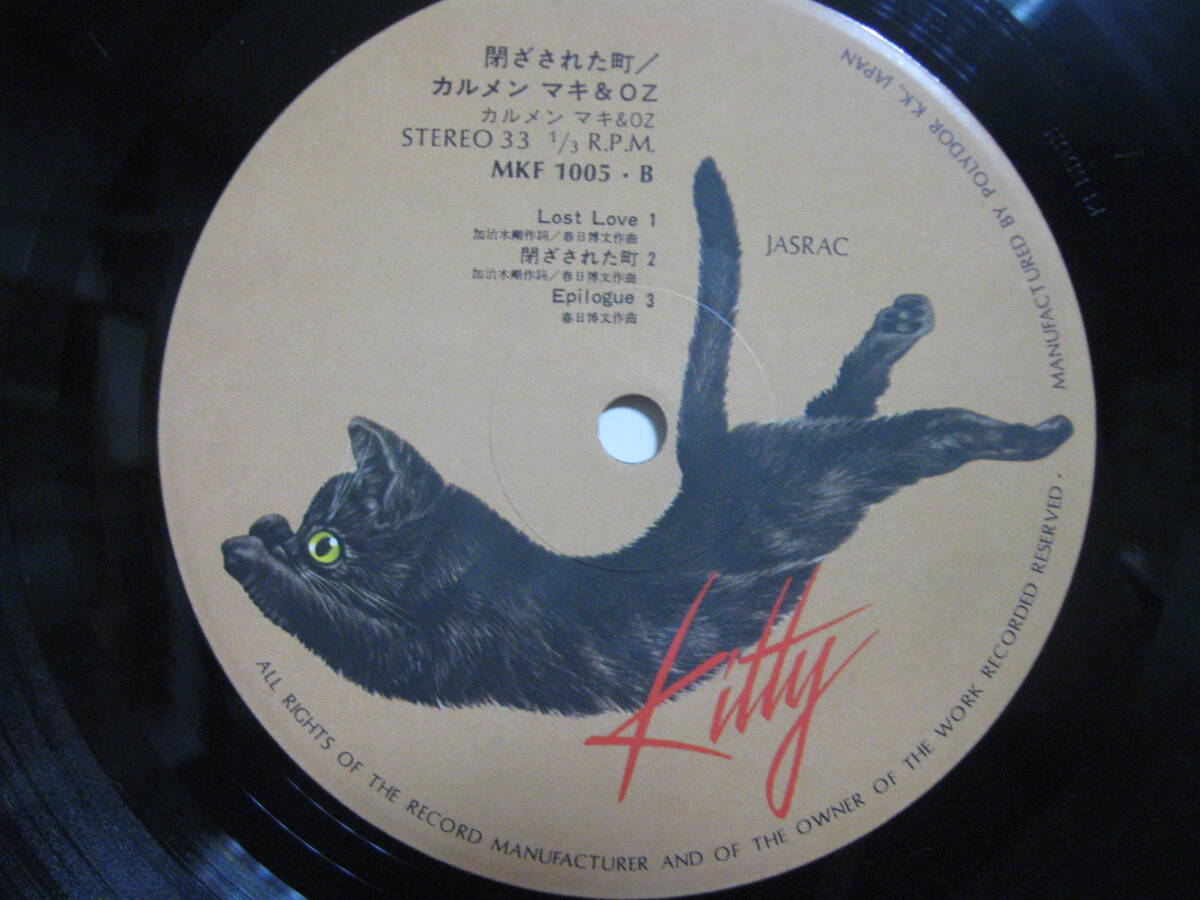 閉ざされた町／
カルメン マキ＆OZ
カルメン マキ&OZ
STEREO 33 1/3 R.P.M.
MKF 1005・B
Lost Love 1
加治木剛作詞／春日博文作曲
閉ざされた町 2
加治木剛作詞／春日博文作曲
Epilogue 3
春日博文作曲
JASRAC
Kitty
ALL RIGHTS OF THE RECORD MANUFACTURER AND OF THE OWNER OF THE WORK RECORDED RESERVED · MANUFACTURED BY POLYDOR K.K., JAPAN